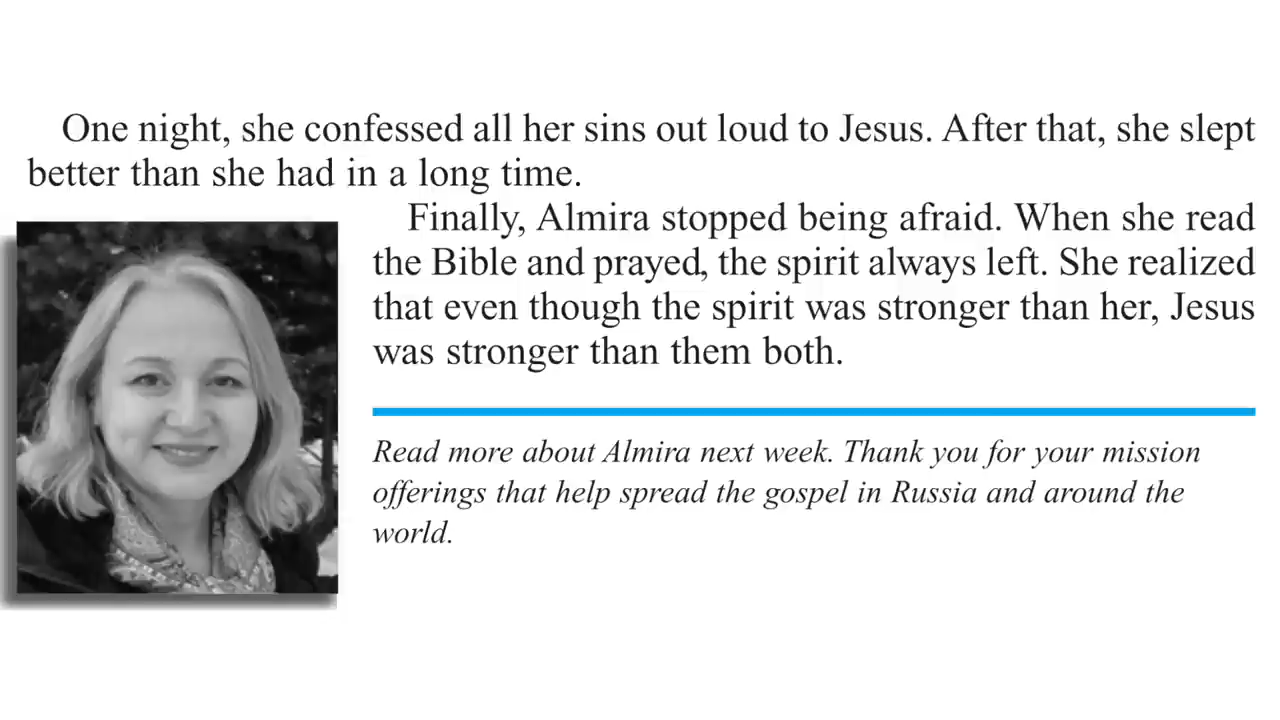 One night, she confessed all her sins out loud to Jesus. After that, she slept
better than she had in a long time.
Finally, Almira stopped being afraid. When she read
the Bible and prayed, the spirit always left. She realized
that even though the spirit was stronger than her, Jesus
was stronger than them both.
Read more about Almira next week. Thank you for your mission
offerings that help spread the gospel in Russia and around the
world.